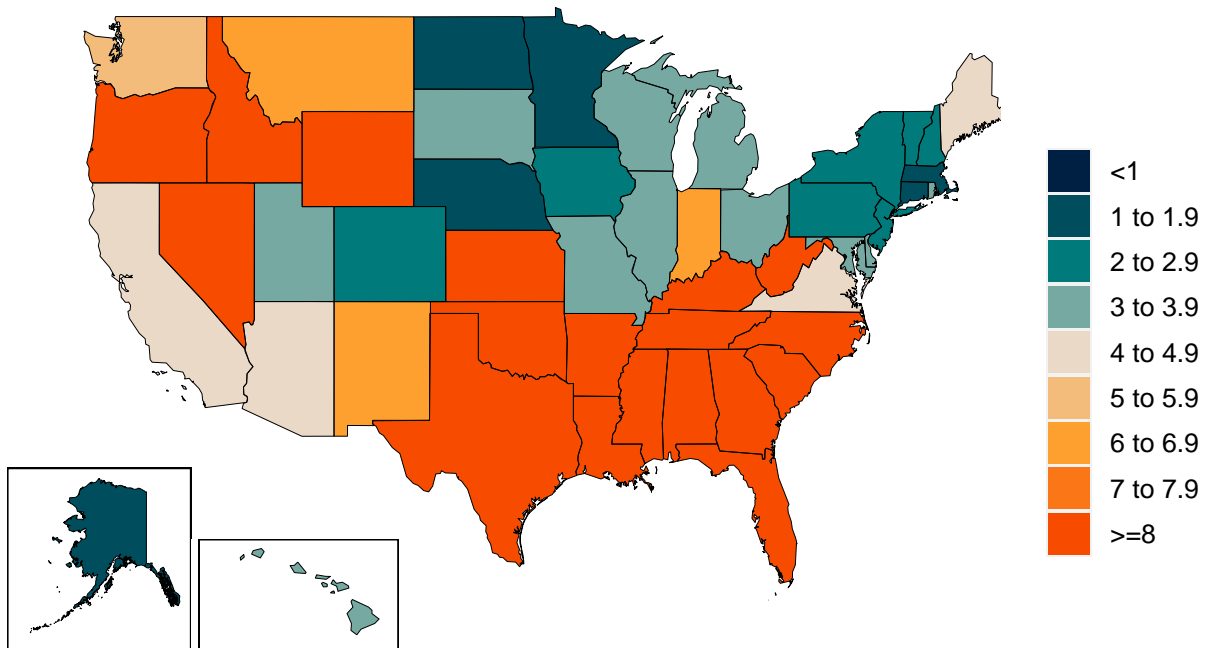 <1
1 to 1.9
2 to 2.9
3 to 3.9
4 to 4.9
5 to 5.9
6 to 6.9
7 to 7.9
>=8